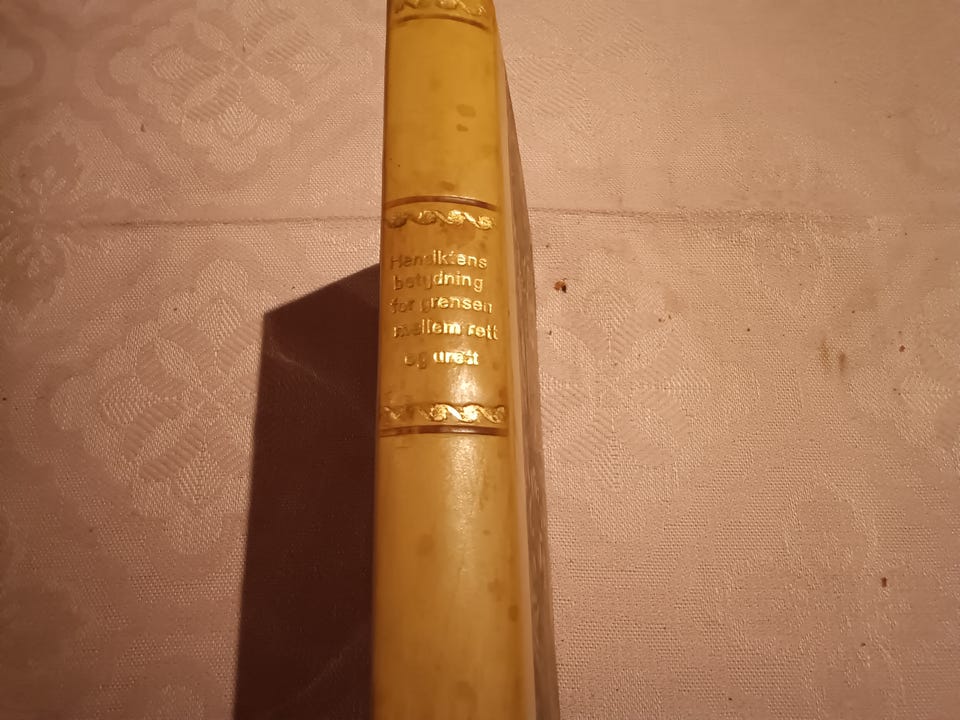 Hensiktens
betydning
for grensen
mellem rett
og urett